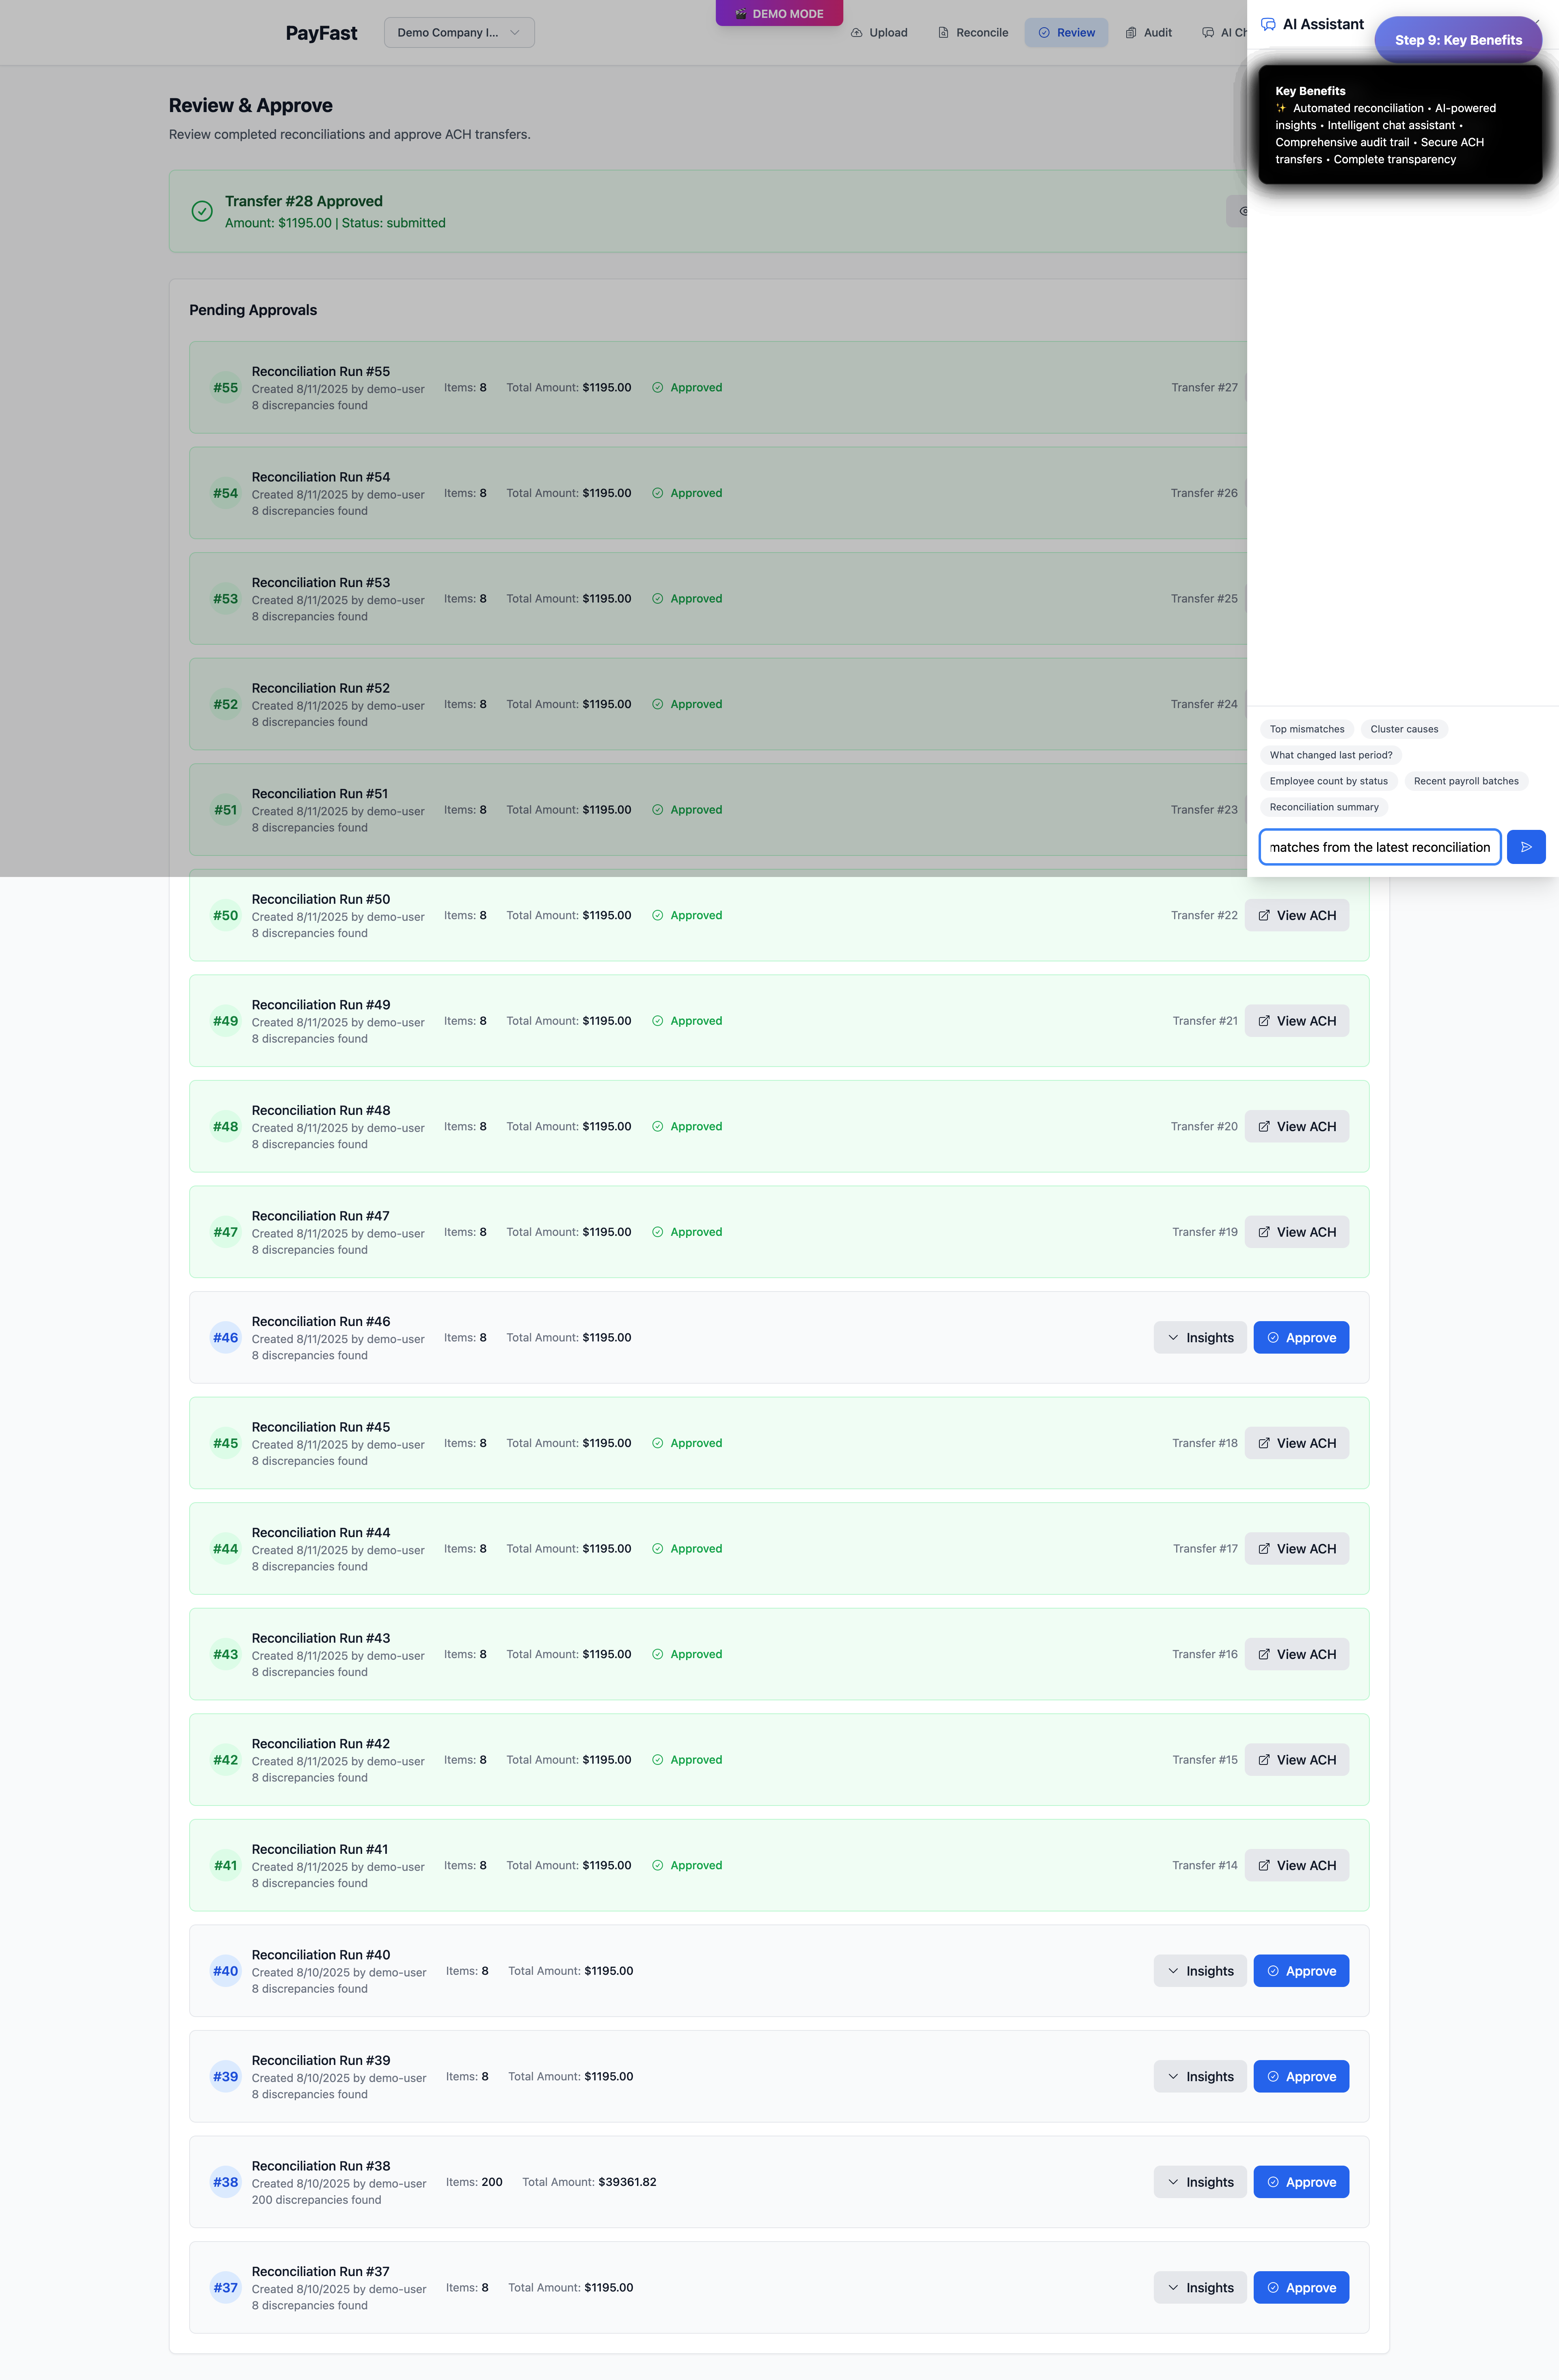 PayFast
Demo Company I...
🎬 DEMO MODE
Upload
Reconcile
Review
Audit
AI Ch
Review & Approve
Review completed reconciliations and approve ACH transfers.
Transfer #28 Approved
Amount: $1195.00 | Status: submitted
Pending Approvals
#55
Reconciliation Run #55
Created 8/11/2025 by demo-user
8 discrepancies found
Items: 8
Total Amount: $1195.00
Approved
Transfer #27
#54
Reconciliation Run #54
Created 8/11/2025 by demo-user
8 discrepancies found
Items: 8
Total Amount: $1195.00
Approved
Transfer #26
#53
Reconciliation Run #53
Created 8/11/2025 by demo-user
8 discrepancies found
Items: 8
Total Amount: $1195.00
Approved
Transfer #25
#52
Reconciliation Run #52
Created 8/11/2025 by demo-user
8 discrepancies found
Items: 8
Total Amount: $1195.00
Approved
Transfer #24
#51
Reconciliation Run #51
Created 8/11/2025 by demo-user
8 discrepancies found
Items: 8
Total Amount: $1195.00
Approved
Transfer #23
#50
Reconciliation Run #50
Created 8/11/2025 by demo-user
8 discrepancies found
Items: 8
Total Amount: $1195.00
Approved
Transfer #22
View ACH
#49
Reconciliation Run #49
Created 8/11/2025 by demo-user
8 discrepancies found
Items: 8
Total Amount: $1195.00
Approved
Transfer #21
View ACH
#48
Reconciliation Run #48
Created 8/11/2025 by demo-user
8 discrepancies found
Items: 8
Total Amount: $1195.00
Approved
Transfer #20
View ACH
#47
Reconciliation Run #47
Created 8/11/2025 by demo-user
8 discrepancies found
Items: 8
Total Amount: $1195.00
Approved
Transfer #19
View ACH
#46
Reconciliation Run #46
Created 8/11/2025 by demo-user
8 discrepancies found
Items: 8
Total Amount: $1195.00
Insights
Approve
#45
Reconciliation Run #45
Created 8/11/2025 by demo-user
8 discrepancies found
Items: 8
Total Amount: $1195.00
Approved
Transfer #18
View ACH
#44
Reconciliation Run #44
Created 8/11/2025 by demo-user
8 discrepancies found
Items: 8
Total Amount: $1195.00
Approved
Transfer #17
View ACH
#43
Reconciliation Run #43
Created 8/11/2025 by demo-user
8 discrepancies found
Items: 8
Total Amount: $1195.00
Approved
Transfer #16
View ACH
#42
Reconciliation Run #42
Created 8/11/2025 by demo-user
8 discrepancies found
Items: 8
Total Amount: $1195.00
Approved
Transfer #15
View ACH
#41
Reconciliation Run #41
Created 8/11/2025 by demo-user
8 discrepancies found
Items: 8
Total Amount: $1195.00
Approved
Transfer #14
View ACH
#40
Reconciliation Run #40
Created 8/10/2025 by demo-user
8 discrepancies found
Items: 8
Total Amount: $1195.00
Insights
Approve
#39
Reconciliation Run #39
Created 8/10/2025 by demo-user
8 discrepancies found
Items: 8
Total Amount: $1195.00
Insights
Approve
#38
Reconciliation Run #38
Created 8/10/2025 by demo-user
200 discrepancies found
Items: 200
Total Amount: $39361.82
Insights
Approve
#37
Reconciliation Run #37
Created 8/10/2025 by demo-user
8 discrepancies found
Items: 8
Total Amount: $1195.00
Insights
Approve
AI Assistant
Step 9: Key Benefits
Key Benefits
✨ Automated reconciliation • AI-powered
insights • Intelligent chat assistant •
Comprehensive audit trail • Secure ACH
transfers • Complete transparency
Top mismatches
Cluster causes
What changed last period?
Employee count by status
Recent payroll batches
Reconciliation summary
matches from the latest reconciliation